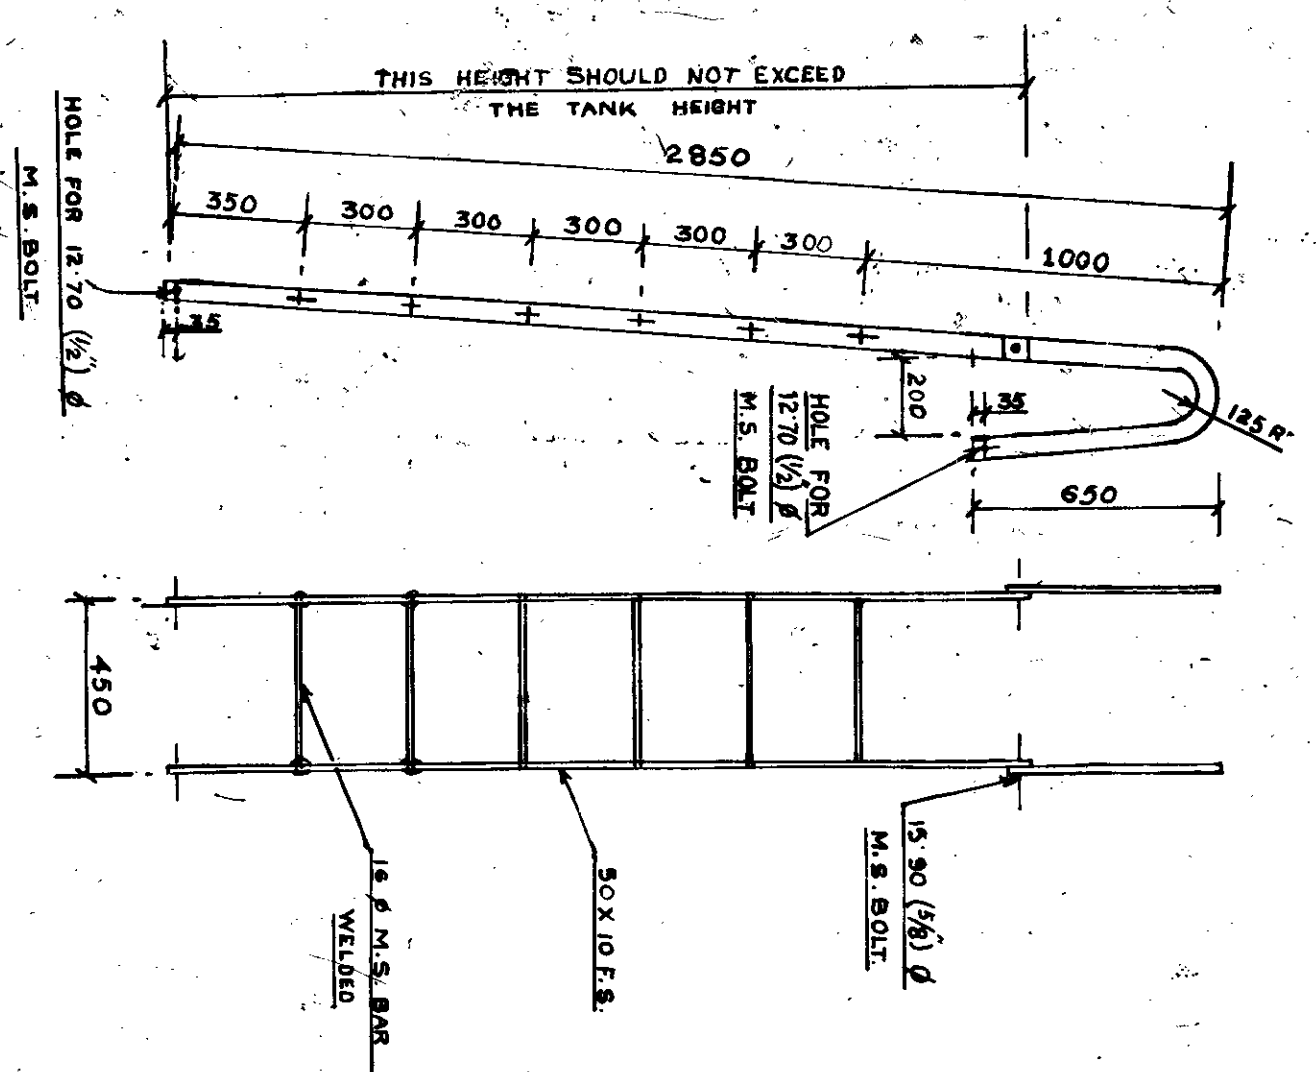 THIS HEIGHT SHOULD NOT EXCEED
THE TANK HEIGHT
2850
350
300
300
300
300
300
1000
HOLE FOR 12.70 (1/2") Ø
M.S. BOLT
35
200
35
125 R
HOLE FOR
12.70 (1/2") Ø
M.S. BOLT
650
450
15.90 (5/8") Ø
M.S. BOLT.
50 X 10 F.S.
16 Ø M.S. BAR
WELDED